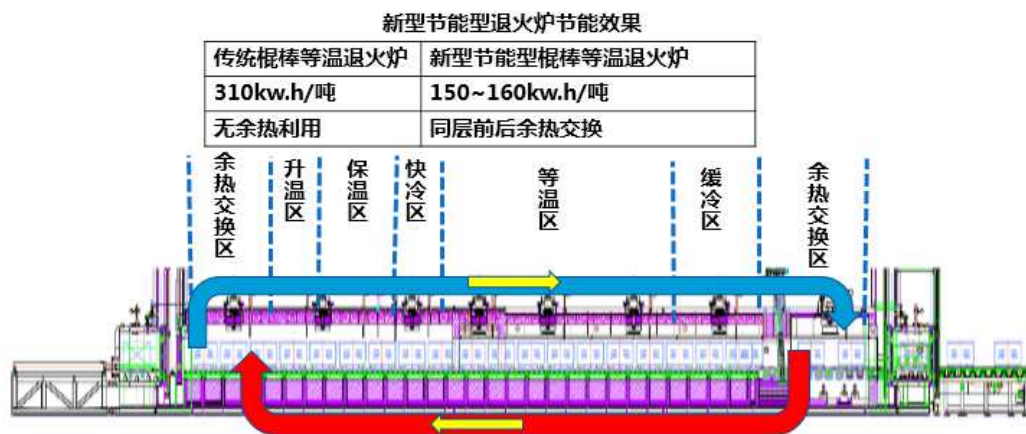 新型节能型退火炉节能效果
传统棍棒等温退火炉 新型节能型棍棒等温退火炉
310kw.h/吨 150~160kw.h/吨
无余热利用 同层前后余热交换
余热交换区
升温区
保温区
快冷区
等温区
缓冷区
余热交换区